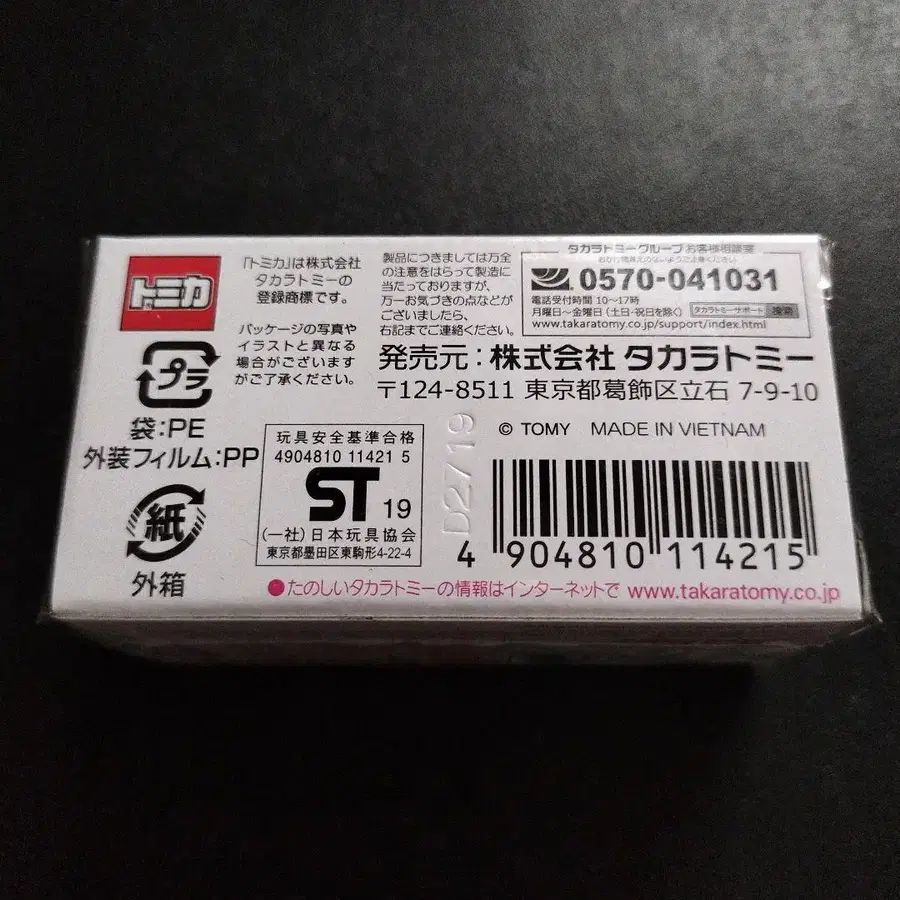 トミカ
「トミカ」は株式会社
タカラトミーの
登録商標です。
パッケージの写真や
イラストと異なる
場合がございます
がご了承ください。
製品につきましては万全
の注意をはらって製造に
当たっておりますが、
万一お気づきの点などが
ございましたら、
右記までご連絡ください。
タカラトミーグループ お客様相談室
0570-041031
電話受付時間 10〜17時
月曜日〜金曜日(土日・祝日を除く)
タカラトミーサポート 検索
www.takaratomy.co.jp/support/index.html
発売元:株式会社 タカラトミー
〒124-8511 東京都葛飾区立石 7-9-10
プラ
袋:PE
外装フィルム:PP
紙
外箱
玩具安全基準合格
4904810 11421 5
ST 19
(一社)日本玩具協会
東京都墨田区東駒形4-22-4
D2719
© TOMY MADE IN VIETNAM
4 904810 114215
●たのしいタカラトミーの情報はインターネットで www.takaratomy.co.jp